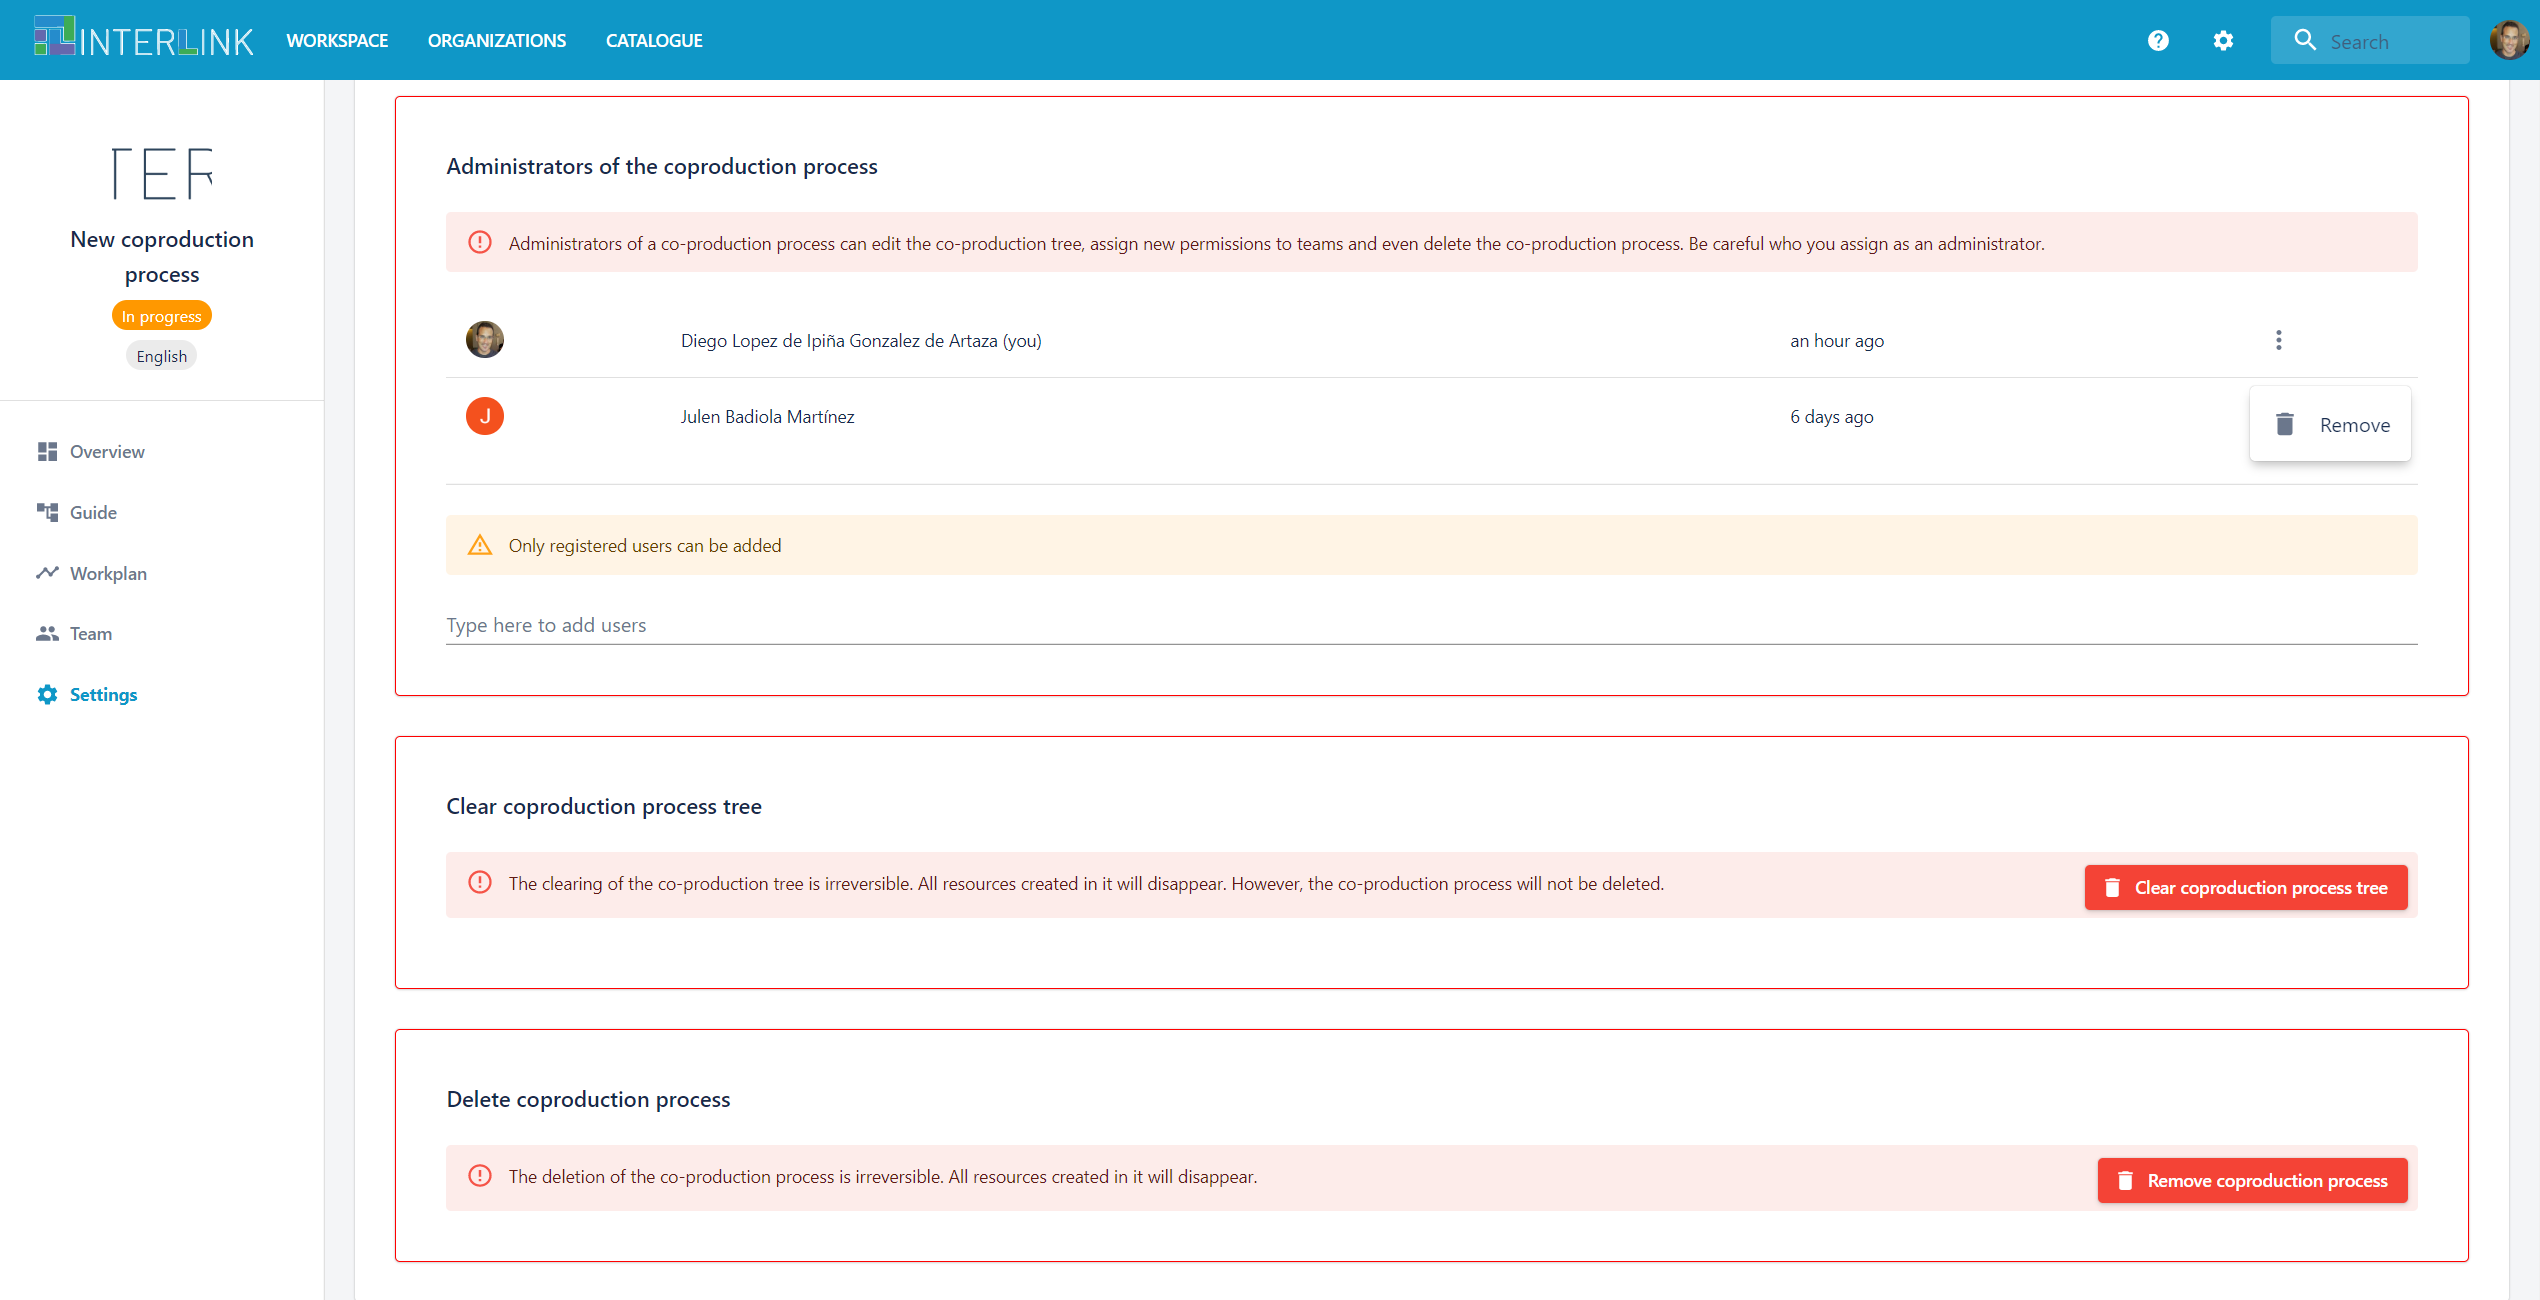 INTERLINK WORKSPACE ORGANIZATIONS CATALOGUE Search
TER
New coproduction
process
In progress
English
Overview
Guide
Workplan
Team
Settings
Administrators of the coproduction process
Administrators of a co-production process can edit the co-production tree, assign new permissions to teams and even delete the co-production process. Be careful who you assign as an administrator.
Diego Lopez de Ipiña Gonzalez de Artaza (you) an hour ago
J Julen Badiola Martínez 6 days ago
Remove
Only registered users can be added
Type here to add users
Clear coproduction process tree
The clearing of the co-production tree is irreversible. All resources created in it will disappear. However, the co-production process will not be deleted.
Clear coproduction process tree
Delete coproduction process
The deletion of the co-production process is irreversible. All resources created in it will disappear.
Remove coproduction process